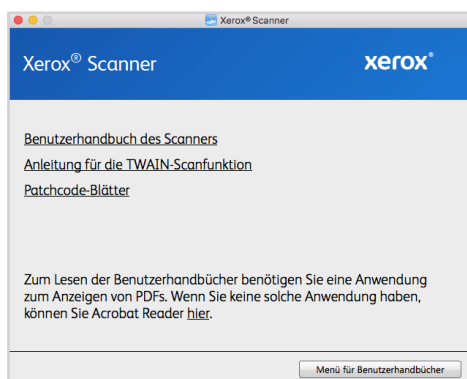 Xerox® Scanner
Xerox® Scanner
xerox®
Benutzerhandbuch des Scanners
Anleitung für die TWAIN-Scanfunktion
Patchcode-Blätter
Zum Lesen der Benutzerhandbücher benötigen Sie eine Anwendung
zum Anzeigen von PDFs. Wenn Sie keine solche Anwendung haben,
können Sie Acrobat Reader hier.
Menü für Benutzerhandbücher